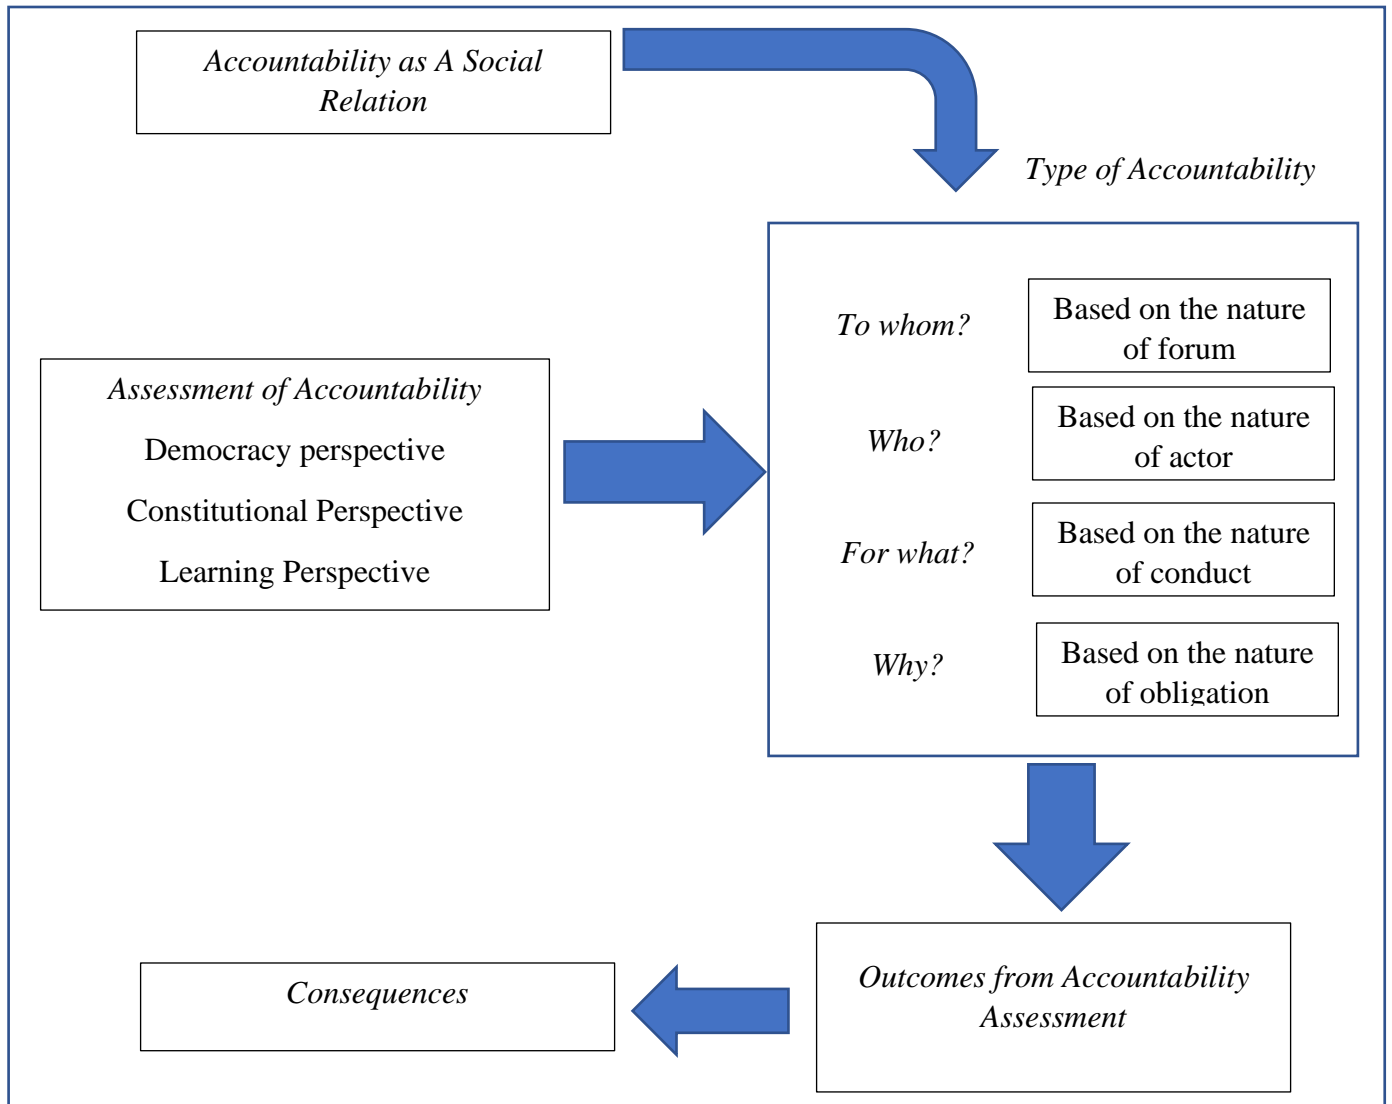 Accountability as A Social
Relation
Type of Accountability
To whom?
Based on the nature
of forum
Assessment of Accountability
Democracy perspective
Constitutional Perspective
Learning Perspective
Who?
Based on the nature
of actor
For what?
Based on the nature
of conduct
Why?
Based on the nature
of obligation
Outcomes from Accountability
Assessment
Consequences